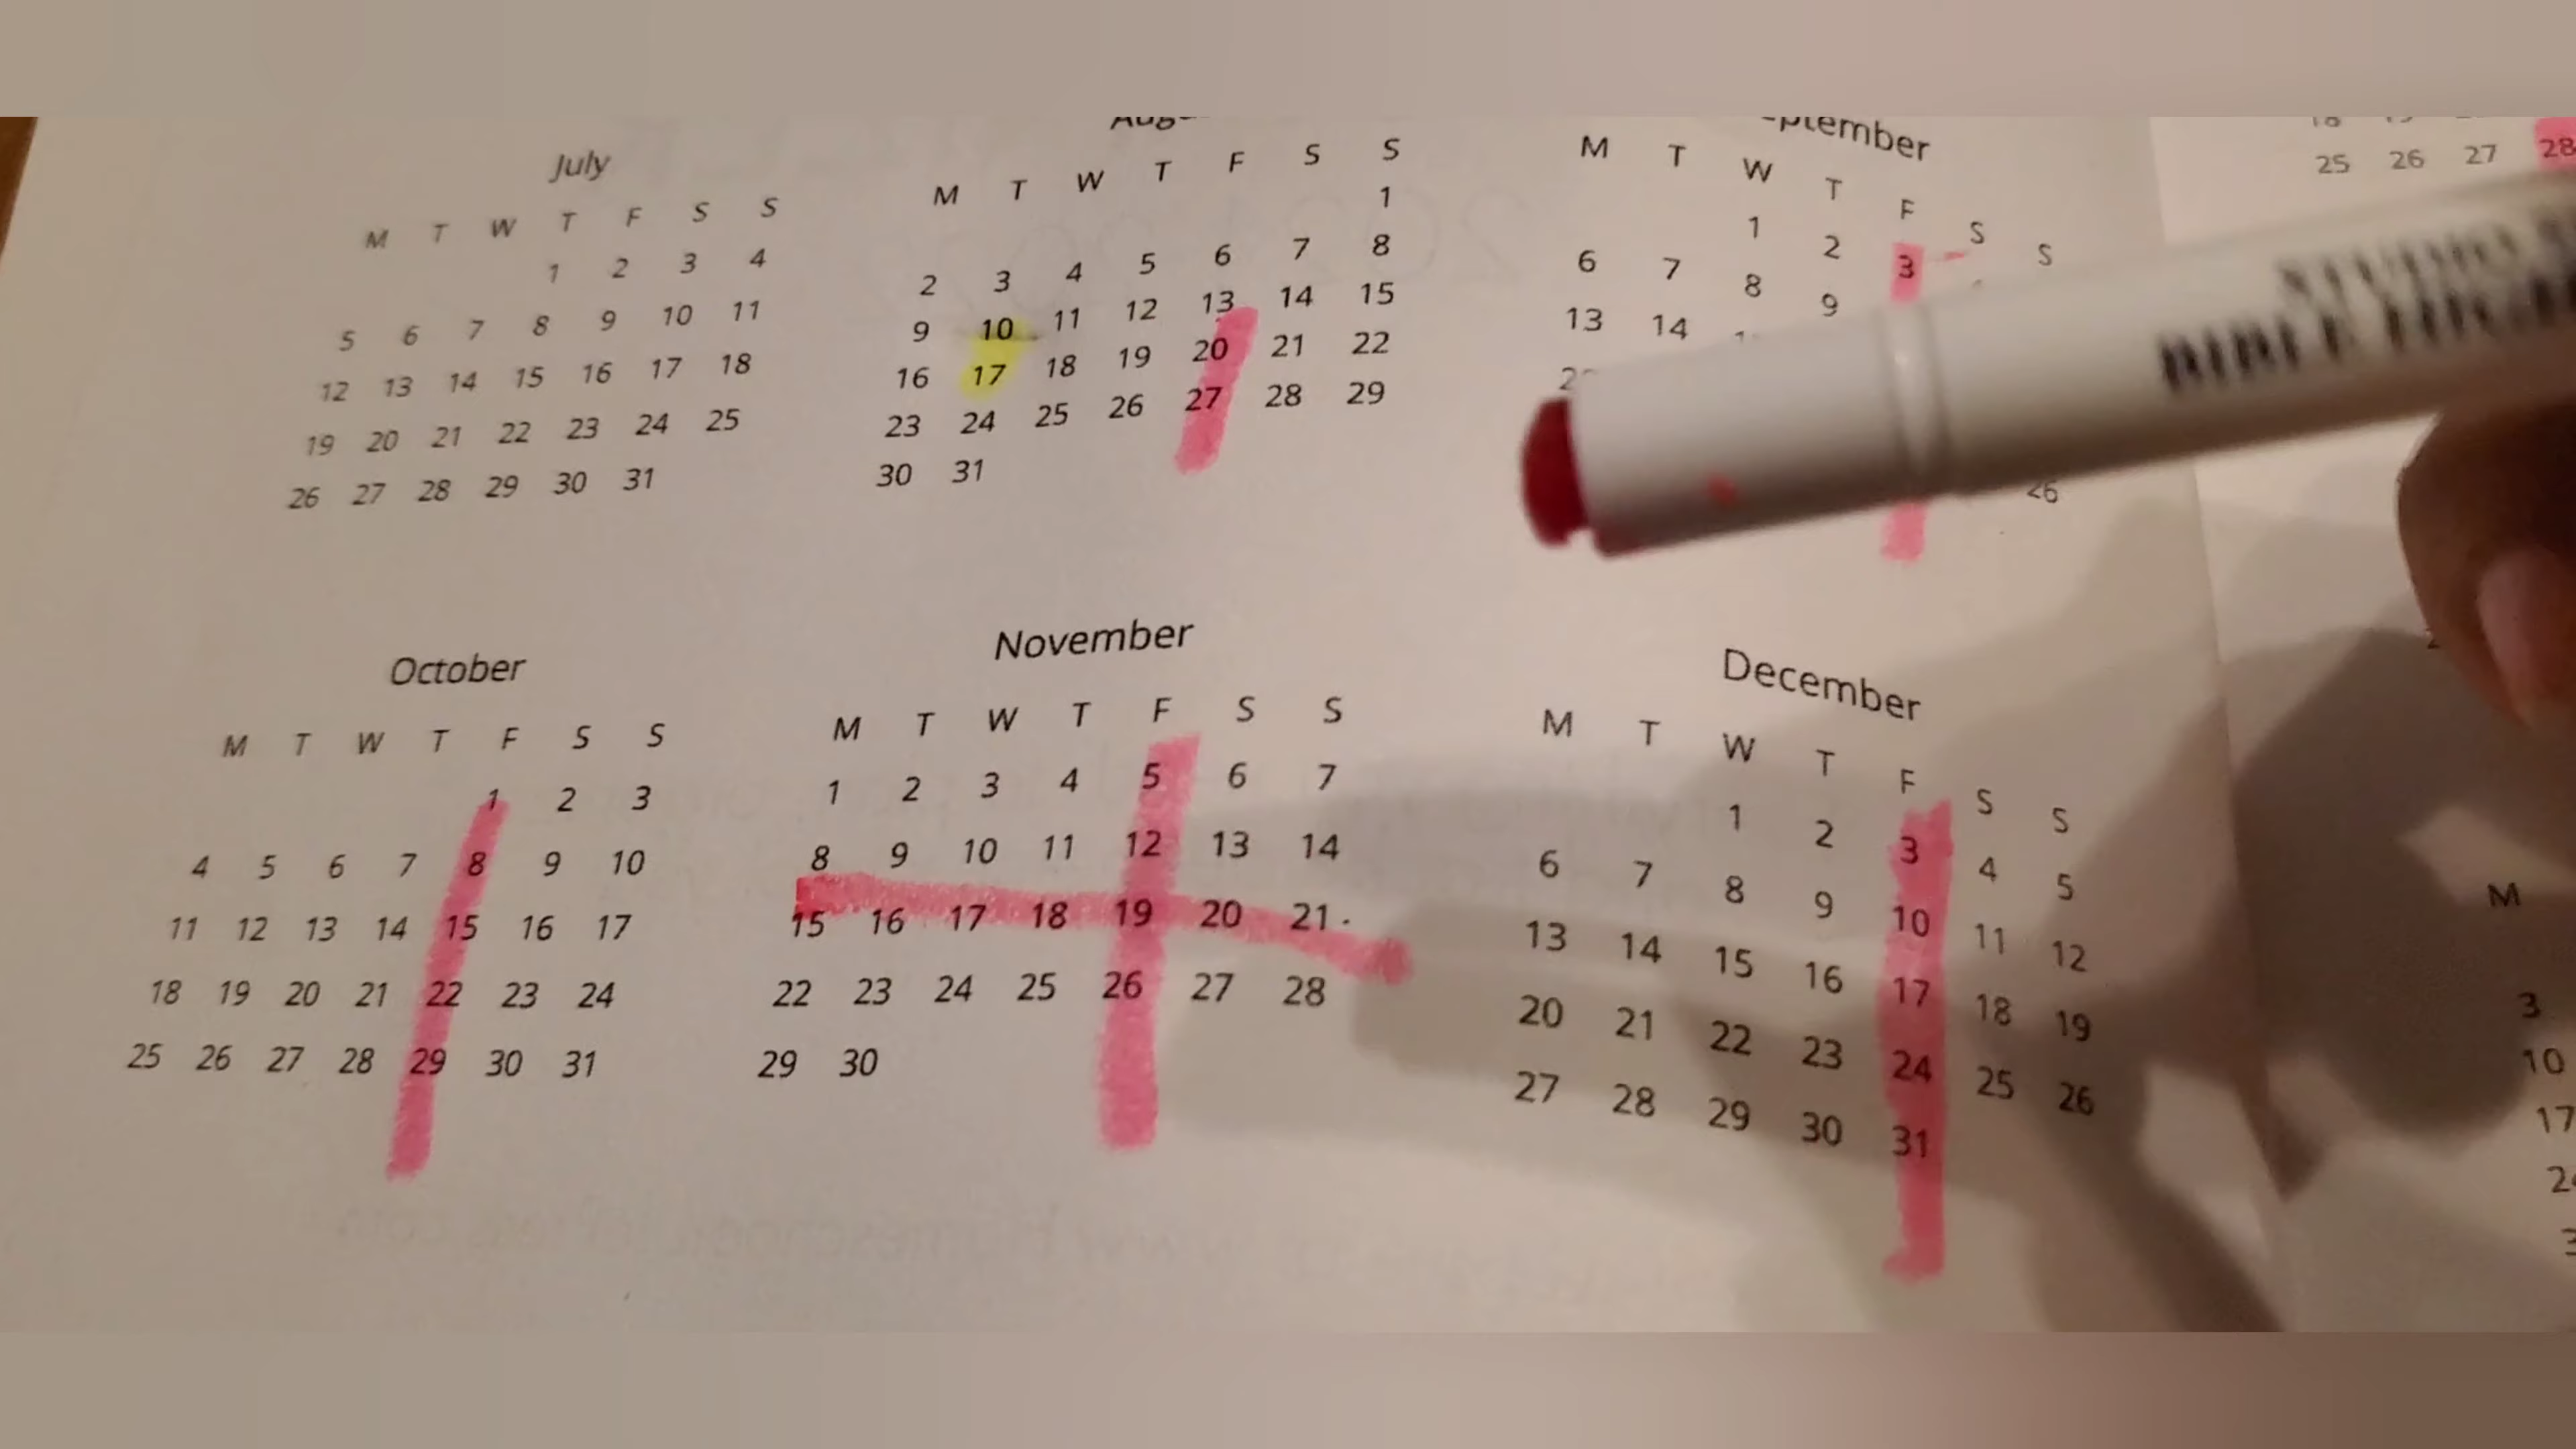 July
M T W T F S S
1 2 3 4
5 6 7 8 9 10 11
12 13 14 15 16 17 18
19 20 21 22 23 24 25
26 27 28 29 30 31
M T W T F S S
1
2 3 4 5 6 7 8
9 10 11 12 13 14 15
16 17 18 19 20 21 22
23 24 25 26 27 28 29
30 31
M T W T F S S
1 2 3
6 7 8 9
13 14
25 26 27 28
October
M T W T F S S
1 2 3
4 5 6 7 8 9 10
11 12 13 14 15 16 17
18 19 20 21 22 23 24
25 26 27 28 29 30 31
November
M T W T F S S
1 2 3 4 5 6 7
8 9 10 11 12 13 14
15 16 17 18 19 20 21
22 23 24 25 26 27 28
29 30
December
M T W T F S S
1 2 3 4 5
6 7 8 9 10 11 12
13 14 15 16 17 18 19
20 21 22 23 24 25 26
27 28 29 30 31
M
3
10
17